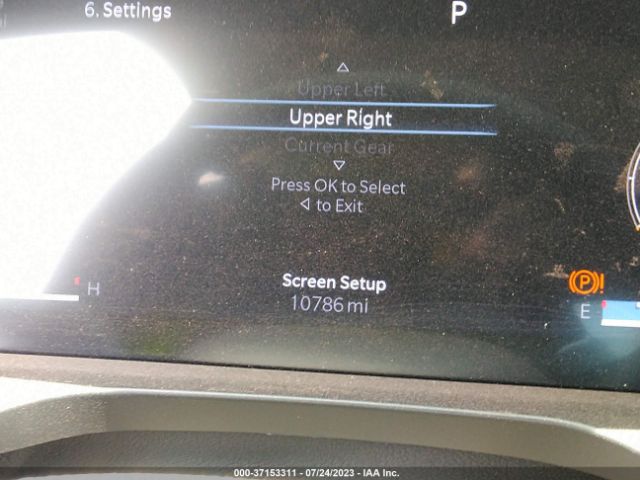 6. Settings
P
Upper Left
Upper Right
Current Gear
Press OK to Select
to Exit
Screen Setup
10786 mi
H
P!
E
000-37153311 - 07/24/2023 - IAA Inc.